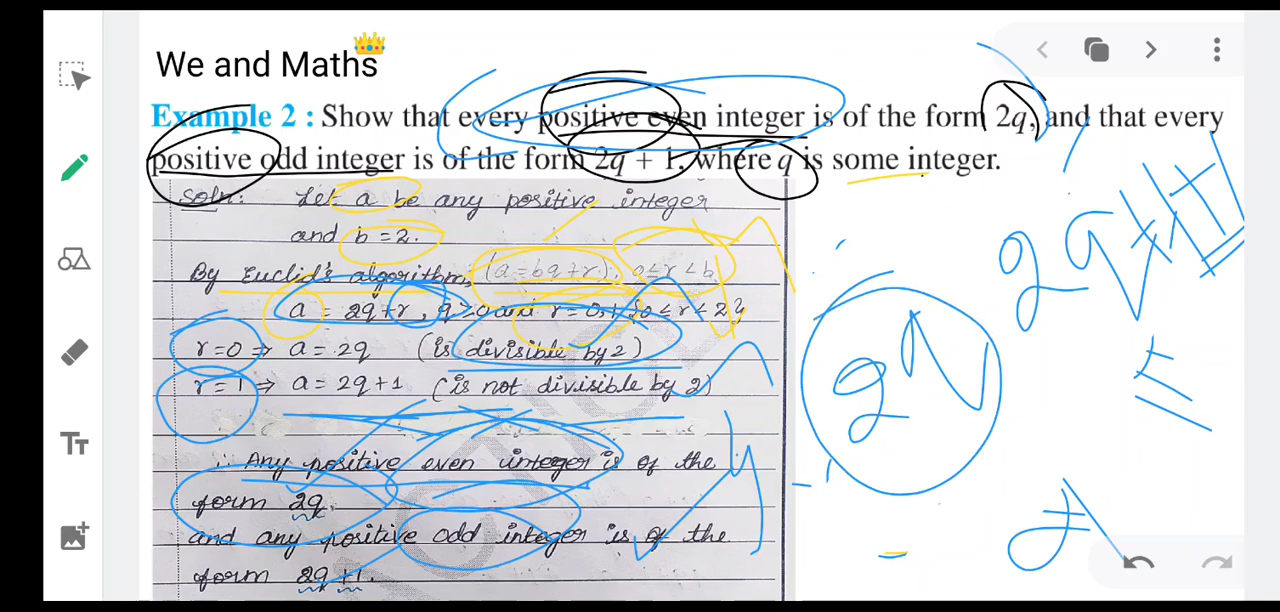 We and Maths
Example 2 : Show that every positive even integer is of the form 2q, and that every
positive odd integer is of the form 2q + 1, where q is some integer.
Soln: Let a be any positive integer
and b = 2.
By Euclid's algorithm, (a = bq + r), 0 ≤ r < b
a = 2q + r, q ≥ 0 and r = 0, 1 {0 ≤ r < 2}
r = 0 ⇒ a = 2q (is divisible by 2)
r = 1 ⇒ a = 2q + 1 (is not divisible by 2)
∴ Any positive even integer is of the
form 2q.
and any positive odd integer is of the
form 2q + 1.
2q
TT